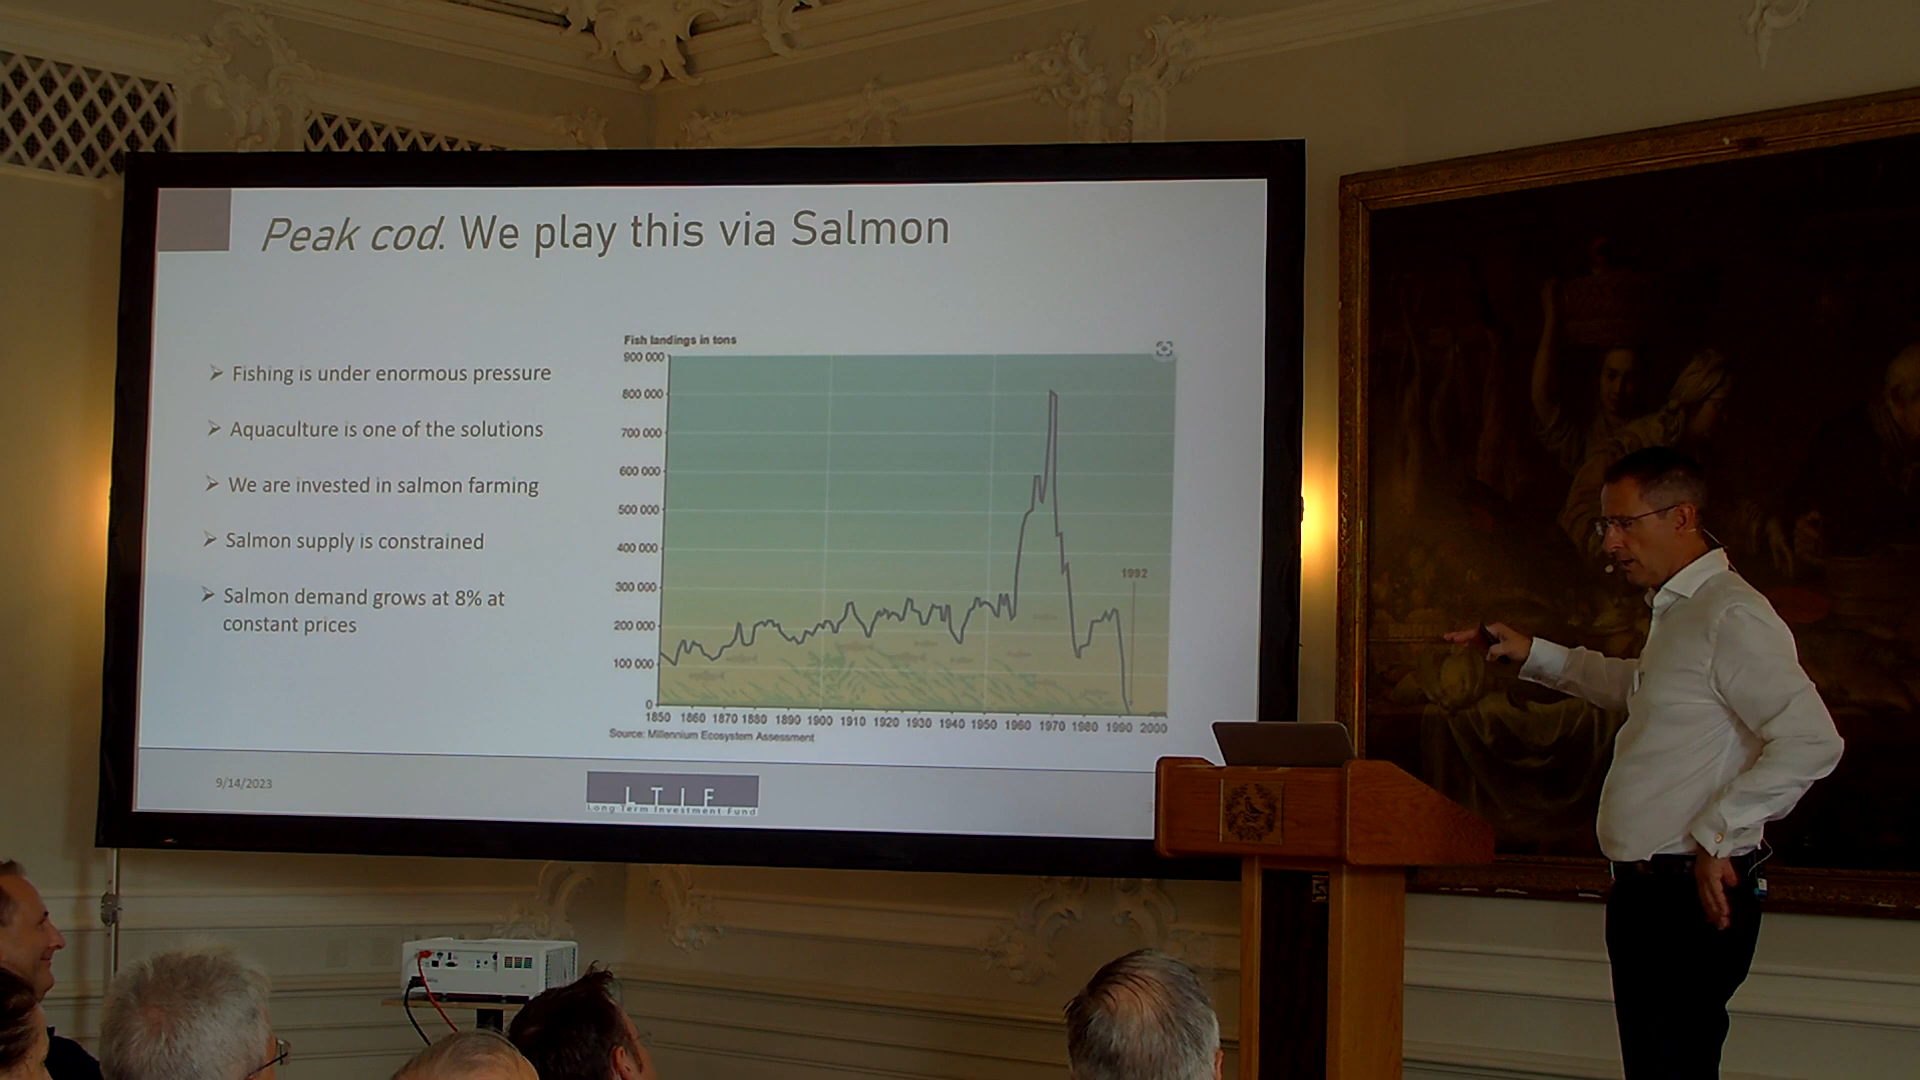 Peak cod. We play this via Salmon
➢ Fishing is under enormous pressure
➢ Aquaculture is one of the solutions
➢ We are invested in salmon farming
➢ Salmon supply is constrained
➢ Salmon demand grows at 8% at
constant prices
Fish landings in tons
900 000
800 000
700 000
600 000
500 000
400 000
300 000
200 000
100 000
0
1992
1850 1860 1870 1880 1890 1900 1910 1920 1930 1940 1950 1960 1970 1980 1990 2000
Source: Millennium Ecosystem Assessment
9/14/2023
LTIF
Long Term Investment Fund